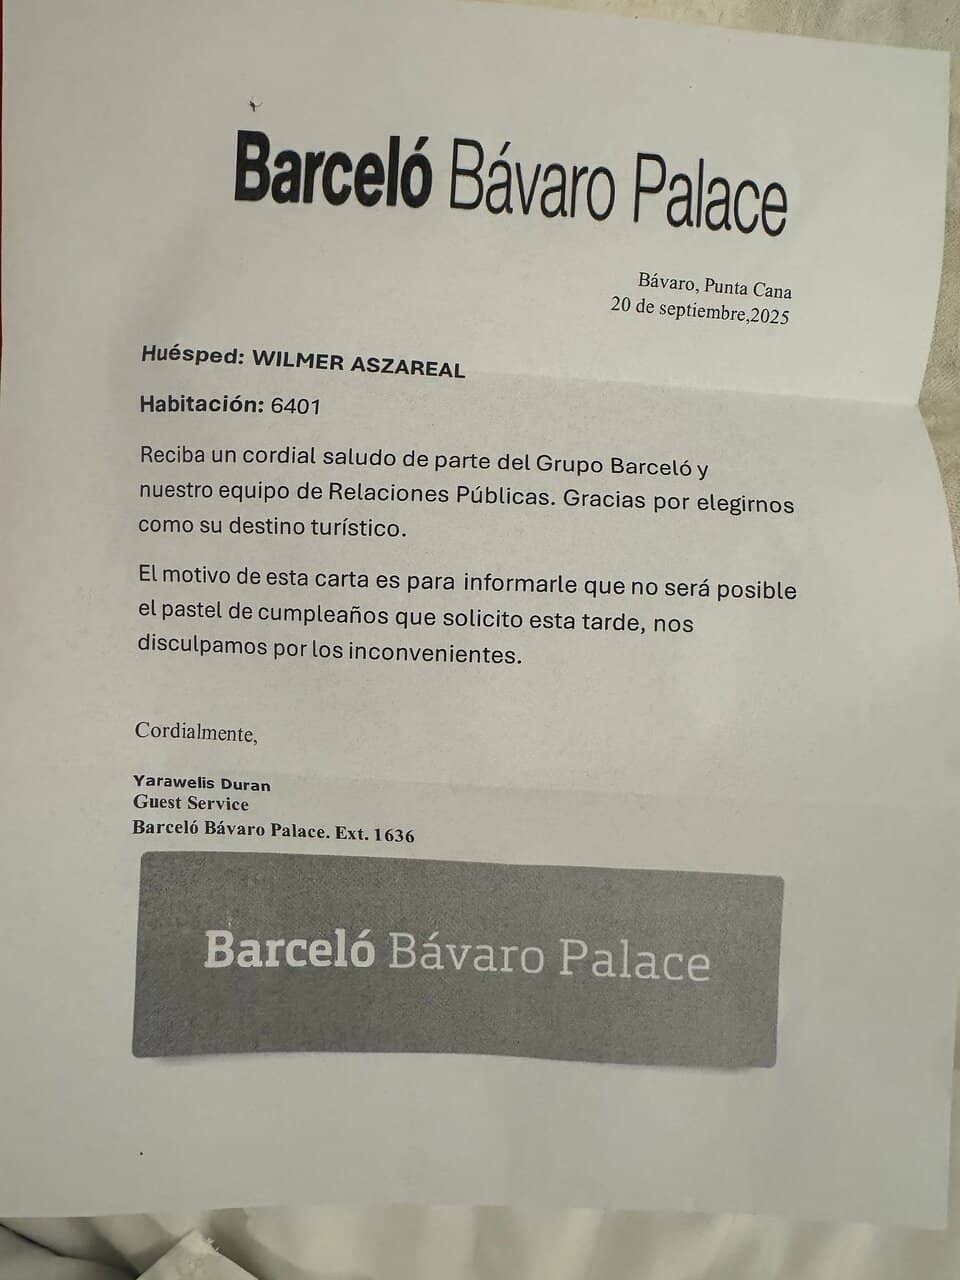 Barceló Bávaro Palace
Bávaro, Punta Cana
20 de septiembre,2025
Huésped: WILMER ASZAREAL
Habitación: 6401
Reciba un cordial saludo de parte del Grupo Barceló y
nuestro equipo de Relaciones Públicas. Gracias por elegirnos
como su destino turístico.
El motivo de esta carta es para informarle que no será posible
el pastel de cumpleaños que solicito esta tarde, nos
disculpamos por los inconvenientes.
Cordialmente,
Yarawelis Duran
Guest Service
Barceló Bávaro Palace. Ext. 1636
Barceló Bávaro Palace